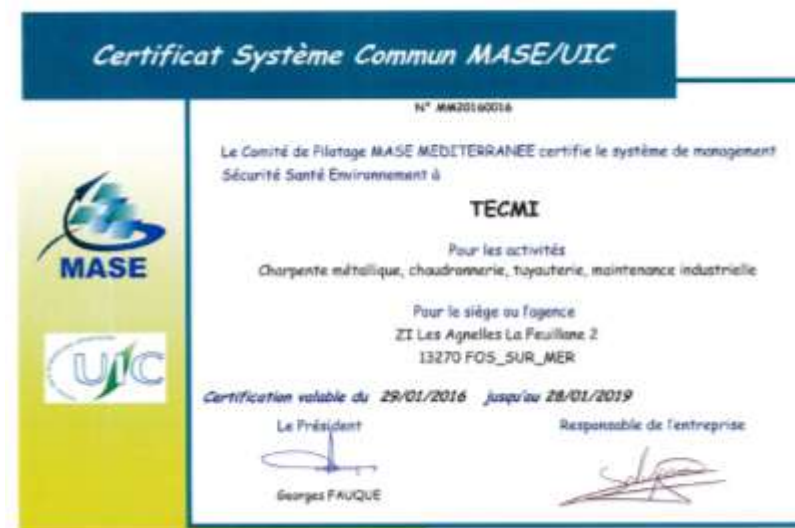 Certificat Système Commun MASE/UIC
N° MM20160016
Le Comité de Pilotage MASE MEDITERRANEE certifie le système de management
Sécurité Santé Environnement à
TECMI
Pour les activités
Charpente métallique, chaudronnerie, tuyauterie, maintenance industrielle
Pour le siège ou l'agence
ZI Les Agnelles La Feuillane 2
13270 FOS_SUR_MER
Certification valable du 29/01/2016 jusqu'au 28/01/2019
Le Président
Responsable de l'entreprise
Georges FAUQUE
MASE
UIC